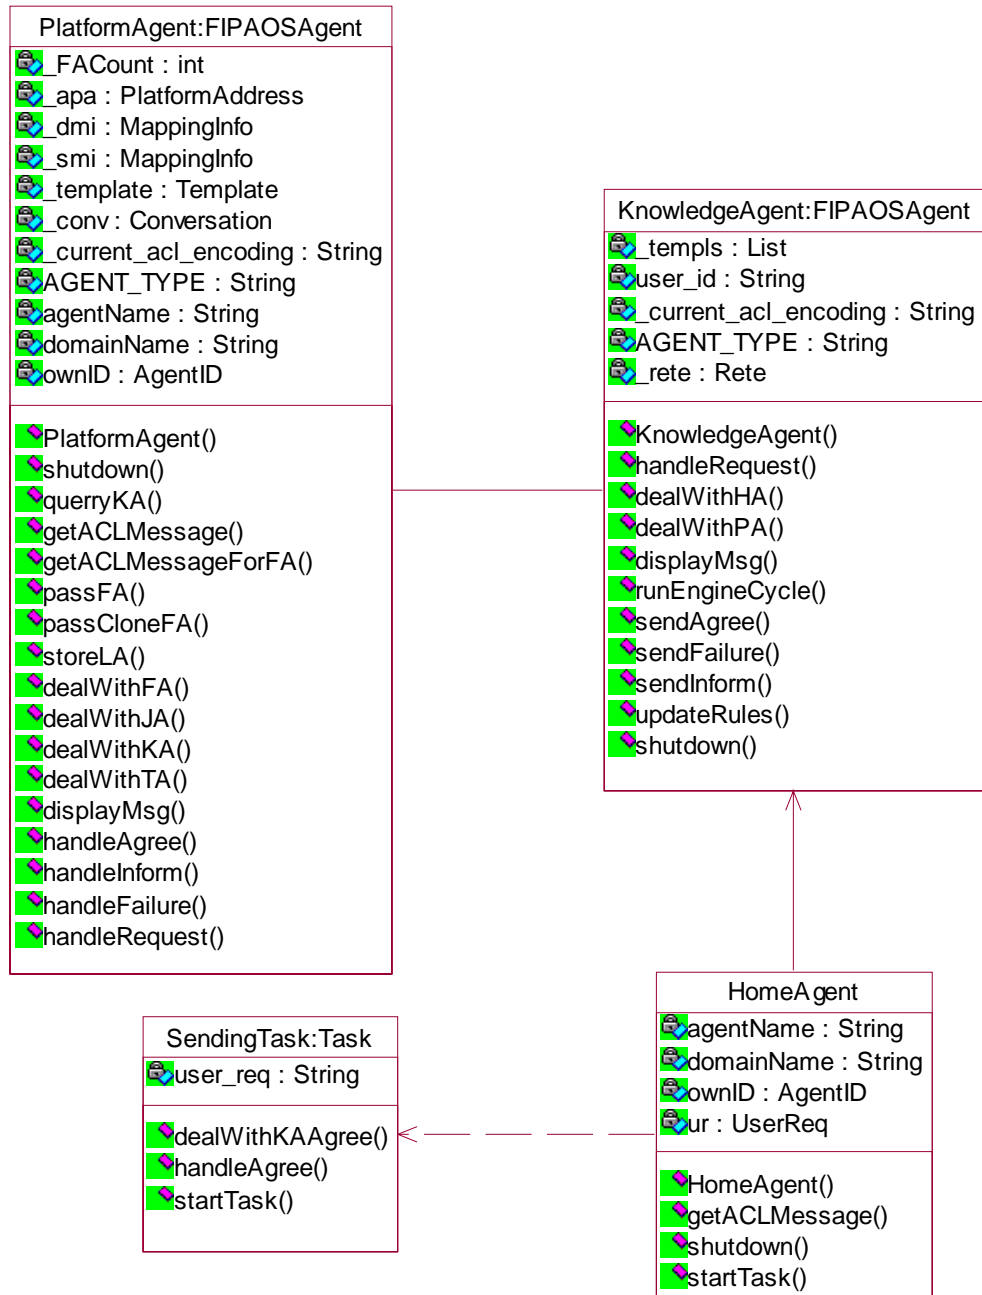 PlatformAgent:FIPAOSAgent
_FACount : int
_apa : PlatformAddress
_dmi : MappingInfo
_smi : MappingInfo
_template : Template
_conv : Conversation
_current_acl_encoding : String
AGENT_TYPE : String
agentName : String
domainName : String
ownID : AgentID
PlatformAgent()
shutdown()
querryKA()
getACLMessage()
getACLMessageForFA()
passFA()
passCloneFA()
storeLA()
dealWithFA()
dealWithJA()
dealWithKA()
dealWithTA()
displayMsg()
handleAgree()
handleInform()
handleFailure()
handleRequest()
KnowledgeAgent:FIPAOSAgent
_templs : List
user_id : String
_current_acl_encoding : String
AGENT_TYPE : String
_rete : Rete
KnowledgeAgent()
handleRequest()
dealWithHA()
dealWithPA()
displayMsg()
runEngineCycle()
sendAgree()
sendFailure()
sendInform()
updateRules()
shutdown()
SendingTask:Task
user_req : String
dealWithKAAgree()
handleAgree()
startTask()
HomeAgent
agentName : String
domainName : String
ownID : AgentID
ur : UserReq
HomeAgent()
getACLMessage()
shutdown()
startTask()